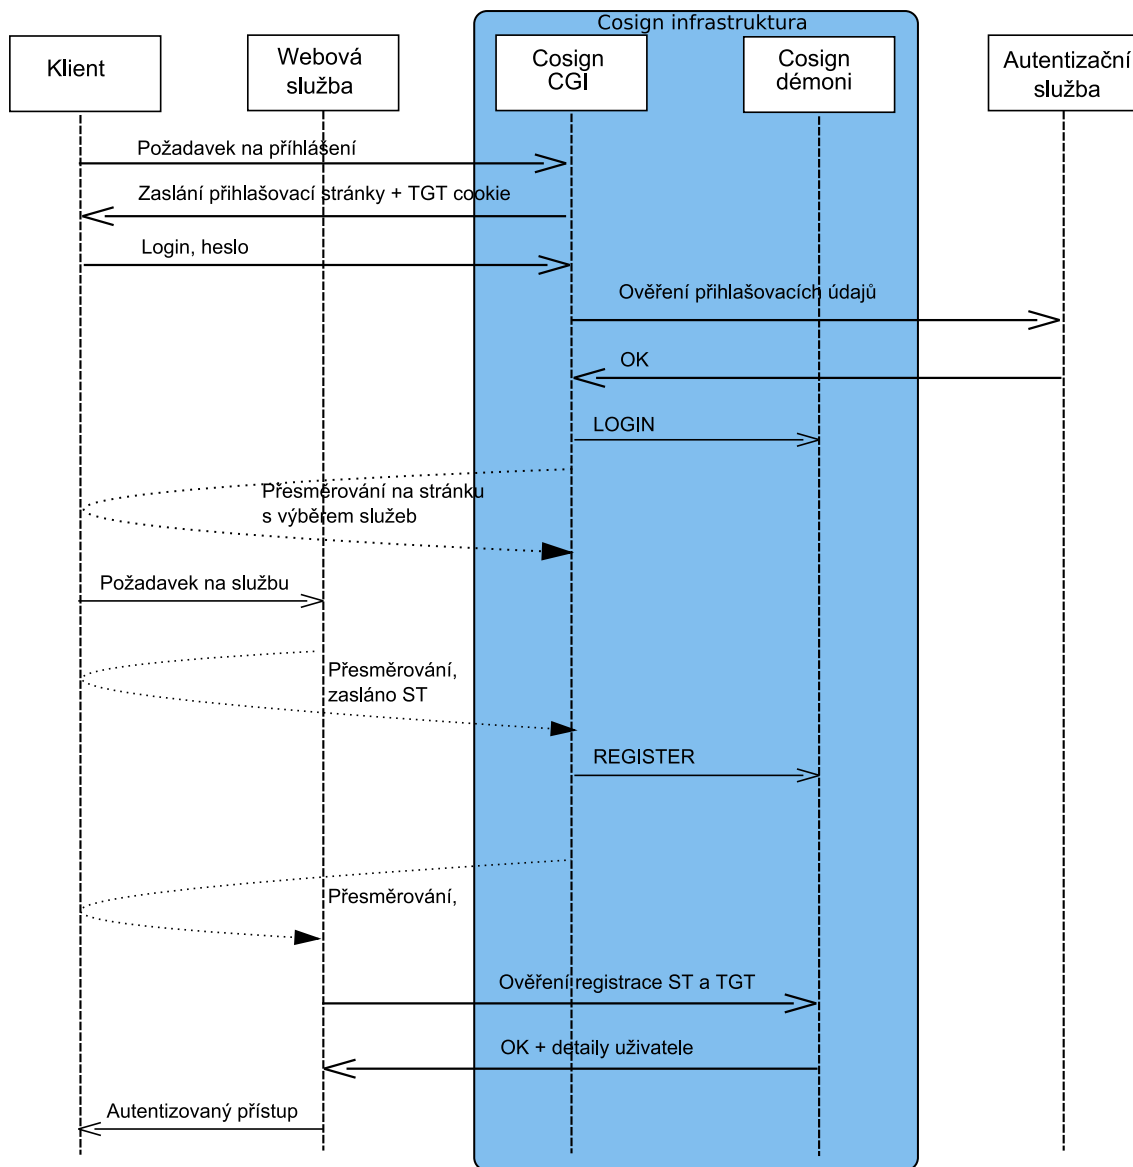 Cosign infrastruktura
Klient
Webová
služba
Cosign
CGI
Cosign
démoni
Autentizační
služba
Požadavek na příhlášení
Zaslání přihlašovací stránky + TGT cookie
Login, heslo
Ověření přihlašovacích údajů
OK
LOGIN
Přesměrování na stránku
s výběrem služeb
Požadavek na službu
Přesměrování,
zasláno ST
REGISTER
Přesměrování,
Ověření registrace ST a TGT
OK + detaily uživatele
Autentizovaný přístup